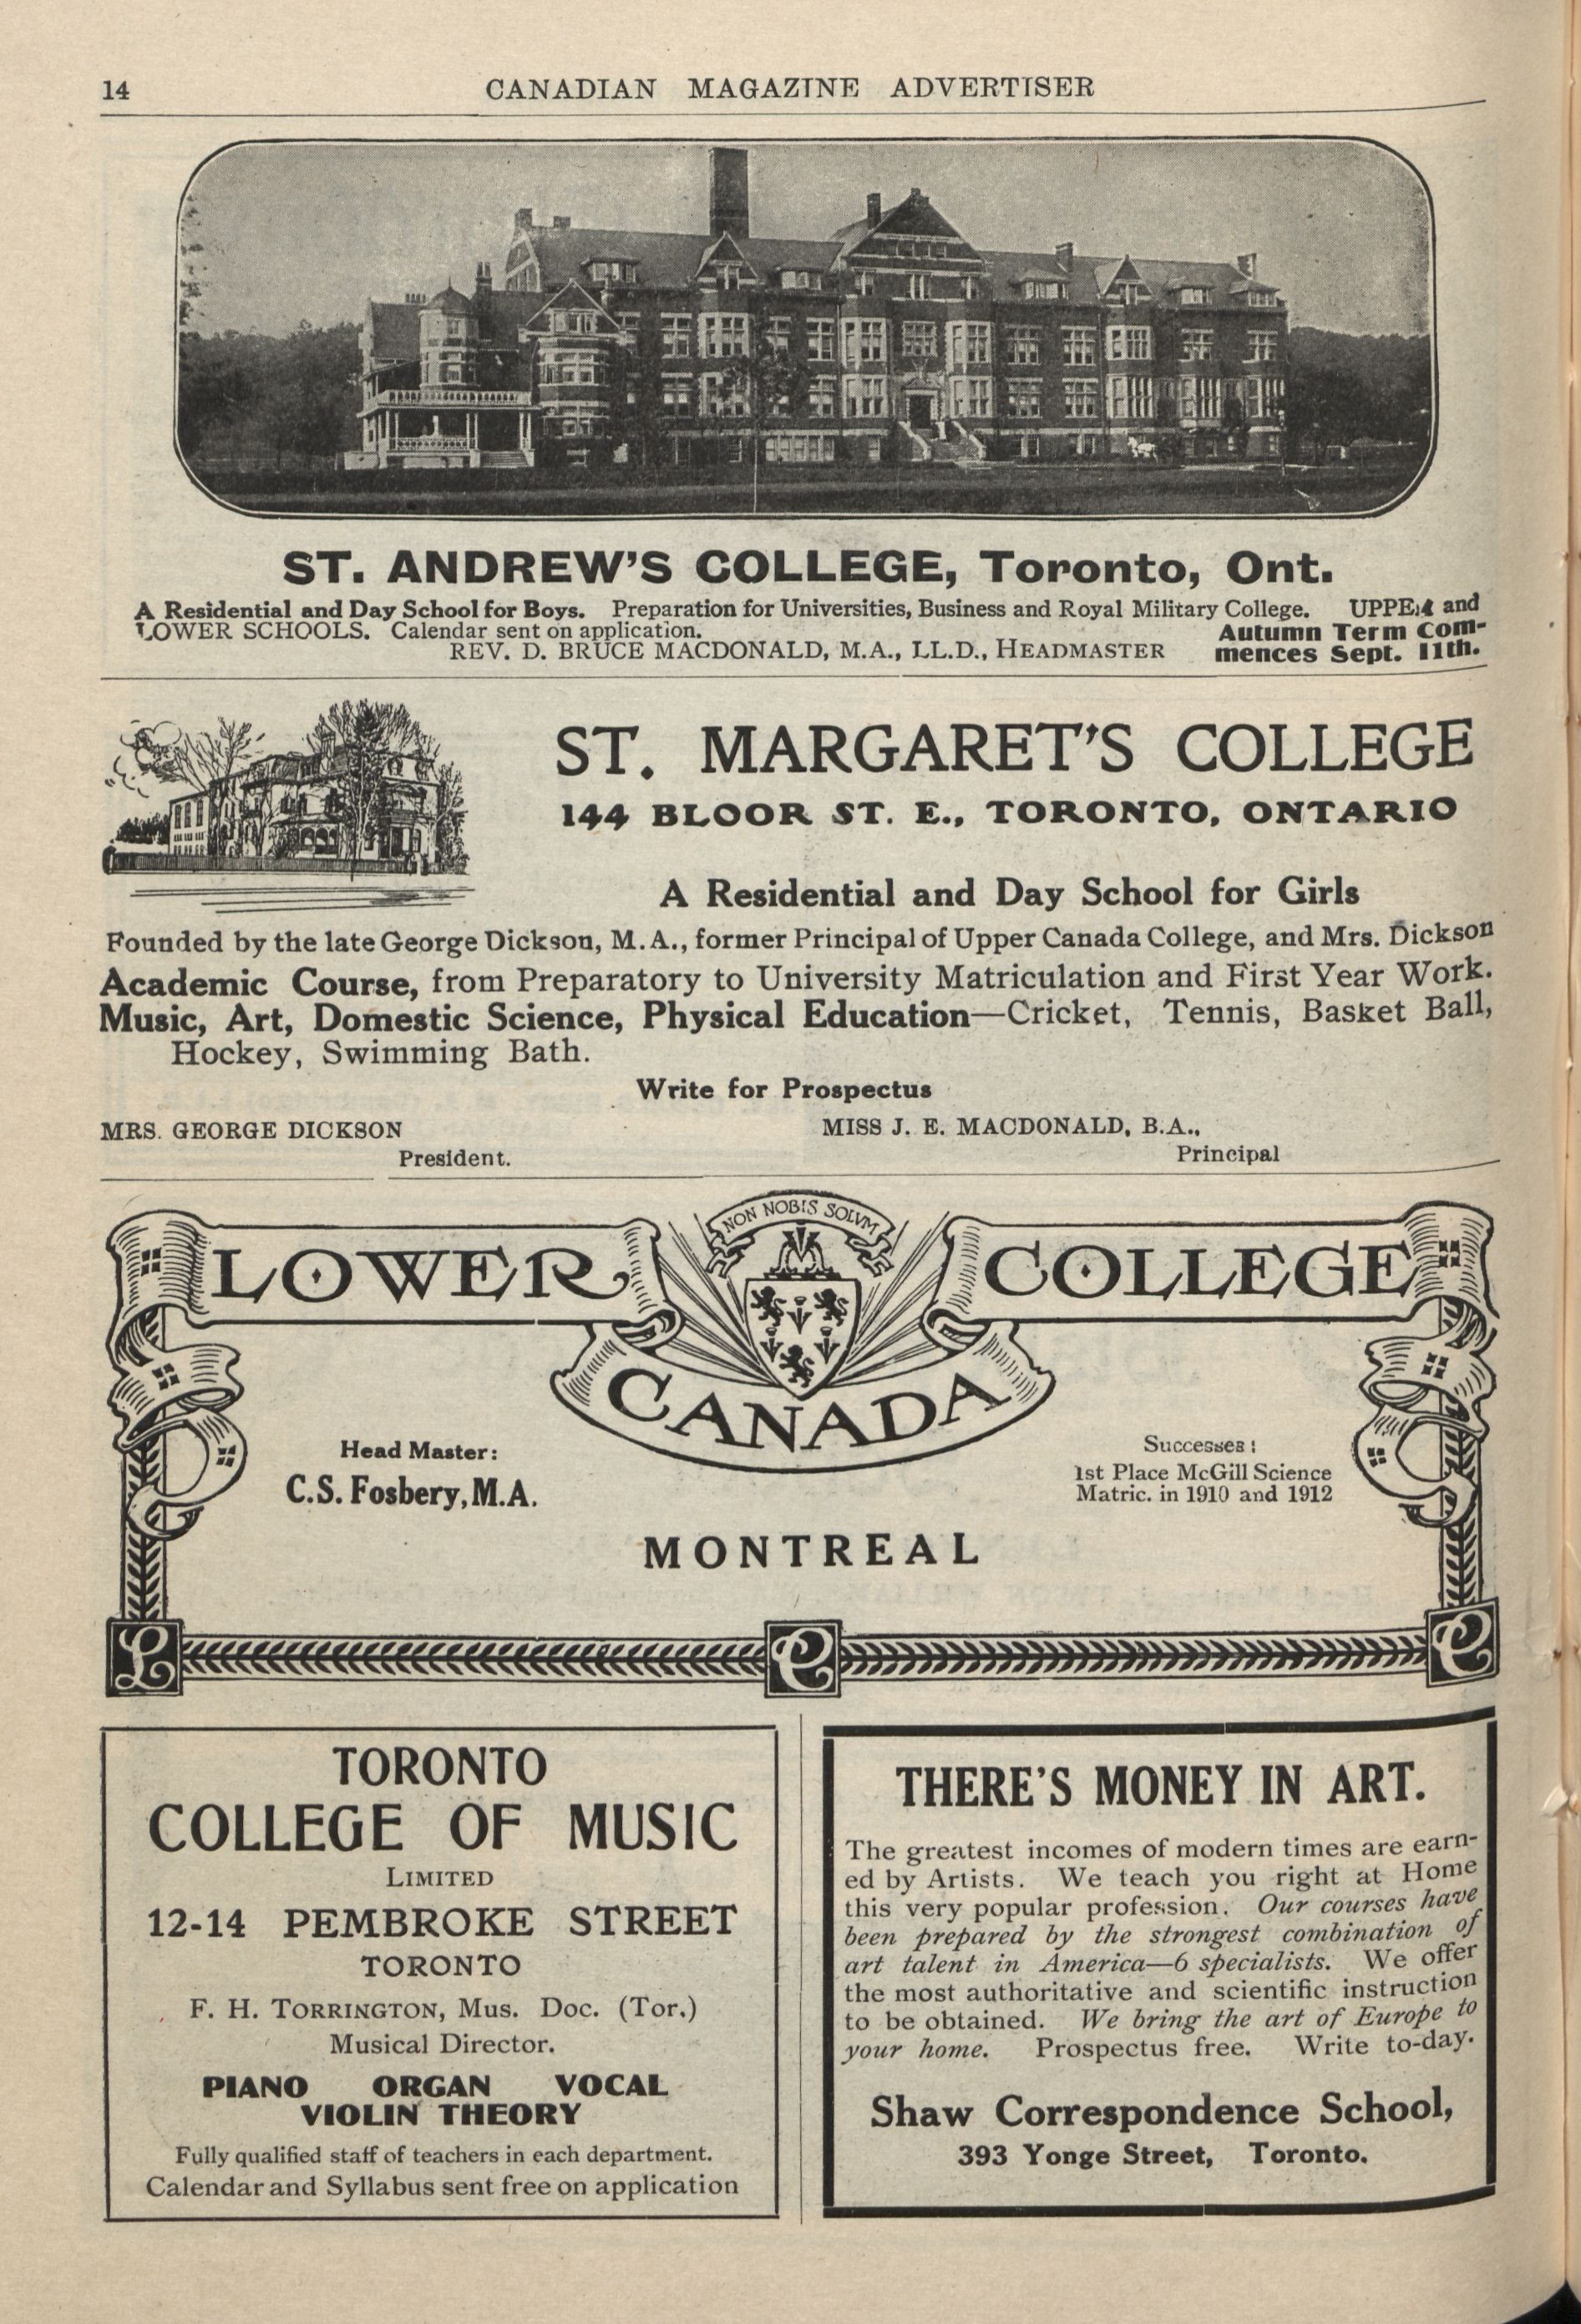 14
CANADIAN MAGAZINE ADVERTISER
ST. ANDREW'S COLLEGE, Toronto, Ont.
A Residential and Day School for Boys. Preparation for Universities, Business and Royal Military College. UPPER and
LOWER SCHOOLS. Calendar sent on application.
REV. D. BRUCE MACDONALD, M.A., LL.D., HEADMASTER
Autumn Term Com-
mences Sept. 11th.
ST. MARGARET'S COLLEGE
144 BLOOR ST. E., TORONTO, ONTARIO
A Residential and Day School for Girls
Founded by the late George Dickson, M.A., former Principal of Upper Canada College, and Mrs. Dickson
Academic Course, from Preparatory to University Matriculation and First Year Work.
Music, Art, Domestic Science, Physical Education—Cricket, Tennis, Basket Ball,
Hockey, Swimming Bath.
Write for Prospectus
MRS. GEORGE DICKSON
President.
MISS J. E. MACDONALD, B.A.,
Principal
NON NOBIS SOLVM
LOWER
CANADA
COLLEGE
Head Master:
C.S. Fosbery, M.A.
Successes:
1st Place McGill Science
Matric. in 1910 and 1912
MONTREAL
L C C
TORONTO
COLLEGE OF MUSIC
LIMITED
12-14 PEMBROKE STREET
TORONTO
F. H. TORRINGTON, Mus. Doc. (Tor.)
Musical Director.
PIANO ORGAN VOCAL
VIOLIN THEORY
Fully qualified staff of teachers in each department.
Calendar and Syllabus sent free on application
THERE'S MONEY IN ART.
The greatest incomes of modern times are earn-
ed by Artists. We teach you right at Home
this very popular profession. Our courses have
been prepared by the strongest combination of
art talent in America—6 specialists. We offer
the most authoritative and scientific instruction
to be obtained. We bring the art of Europe to
your home. Prospectus free. Write to-day.
Shaw Correspondence School,
393 Yonge Street, Toronto.